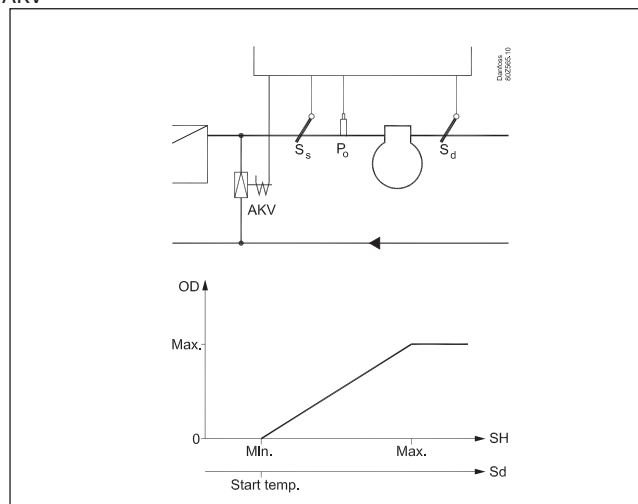 AKV
Danfoss
80Z565.10
Ss
Po
Sd
AKV
OD
Max.
0
MIn.
Max.
SH
Sd
Start temp.